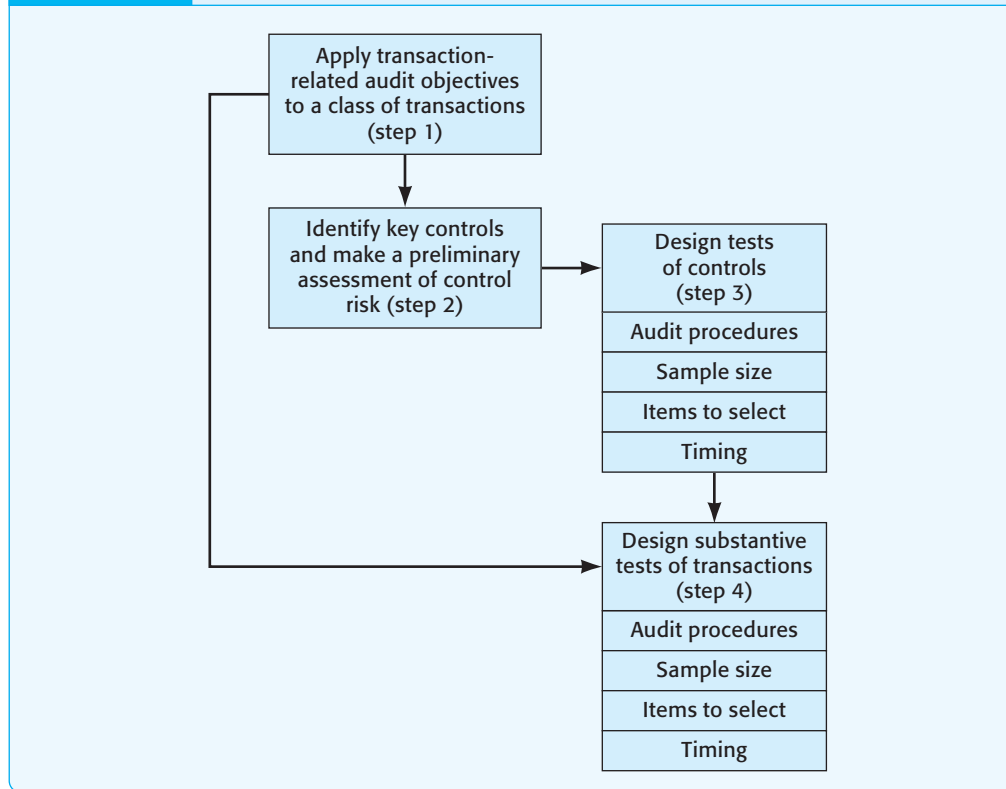 Apply transaction-
related audit objectives
to a class of transactions
(step 1)
Identify key controls
and make a preliminary
assessment of control
risk (step 2)
Design tests
of controls
(step 3)
Audit procedures
Sample size
Items to select
Timing
Design substantive
tests of transactions
(step 4)
Audit procedures
Sample size
Items to select
Timing